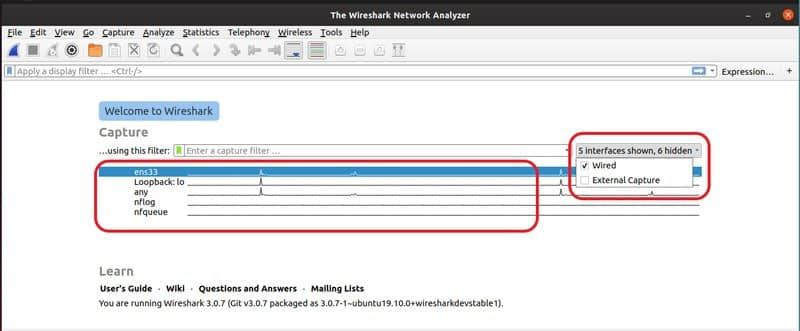 The Wireshark Network Analyzer
File Edit View Go Capture Analyze Statistics Telephony Wireless Tools Help
Apply a display filter ... <Ctrl-/> Expression... +
Welcome to Wireshark
Capture
...using this filter: Enter a capture filter ... 5 interfaces shown, 6 hidden
Wired
External Capture
ens33
Loopback: lo
any
nflog
nfqueue
Learn
User's Guide · Wiki · Questions and Answers · Mailing Lists
You are running Wireshark 3.0.7 (Git v3.0.7 packaged as 3.0.7-1~ubuntu19.10.0+wiresharkdevstable1).